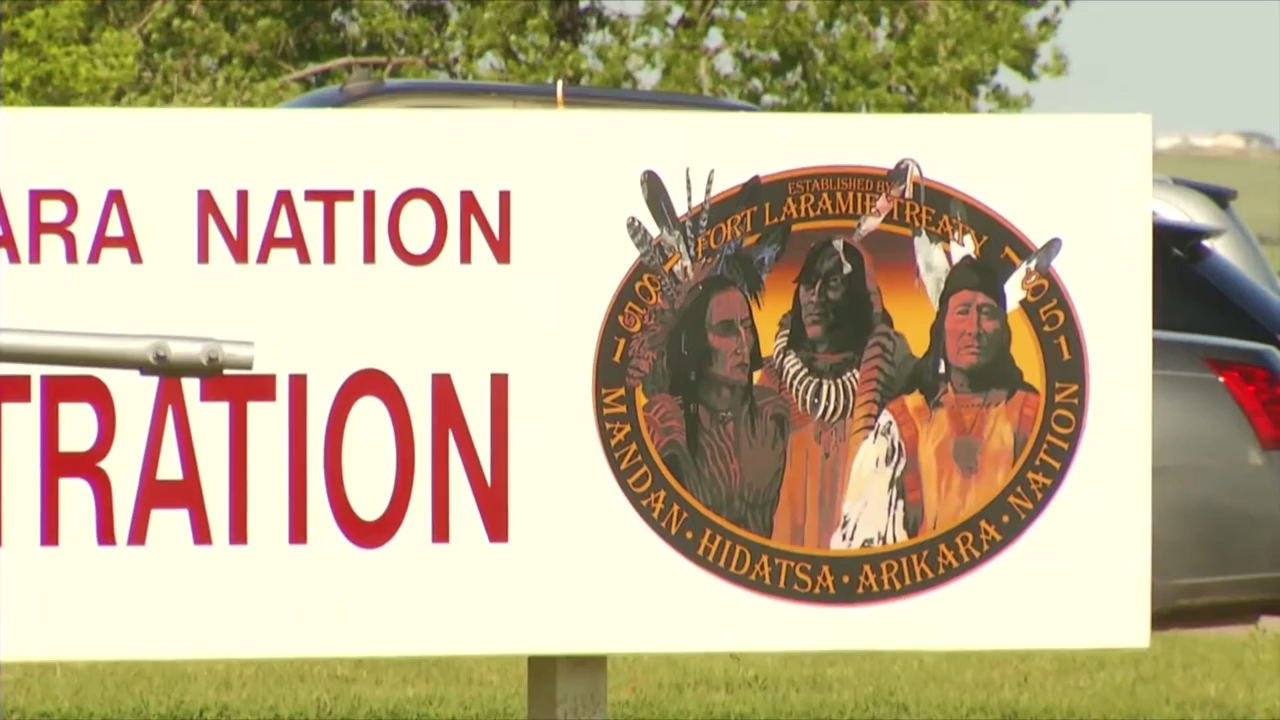 ARA NATION
TRATION
ESTABLISHED BY
FORT LARAMIE TREATY
1851
1851
MANDAN · HIDATSA · ARIKARA · NATION